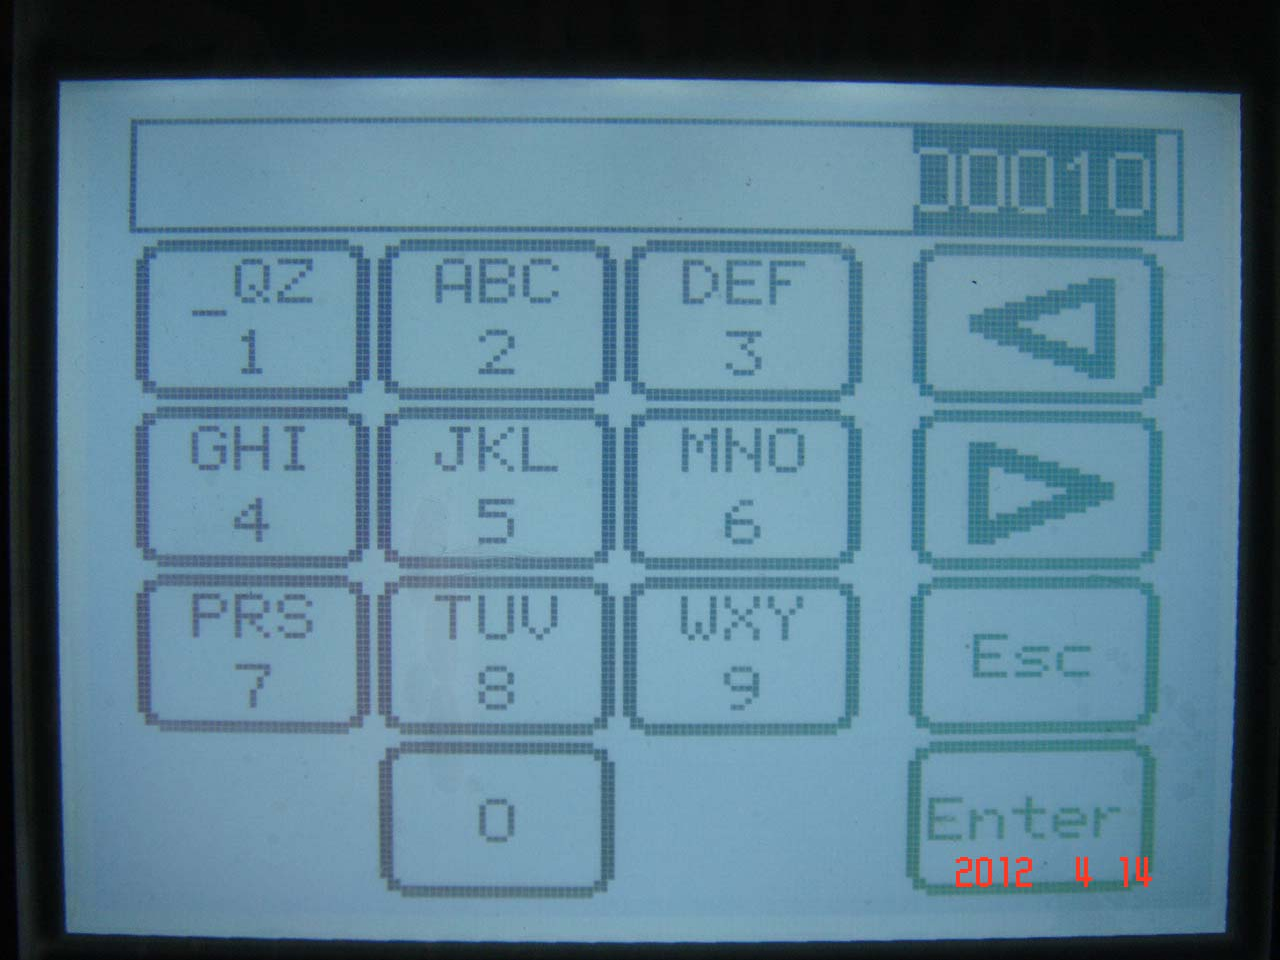 00010
_QZ ABC DEF
1 2 3
GHI JKL MNO
4 5 6
PRS TUV WXY Esc
7 8 9
0 Enter
2012 4 14